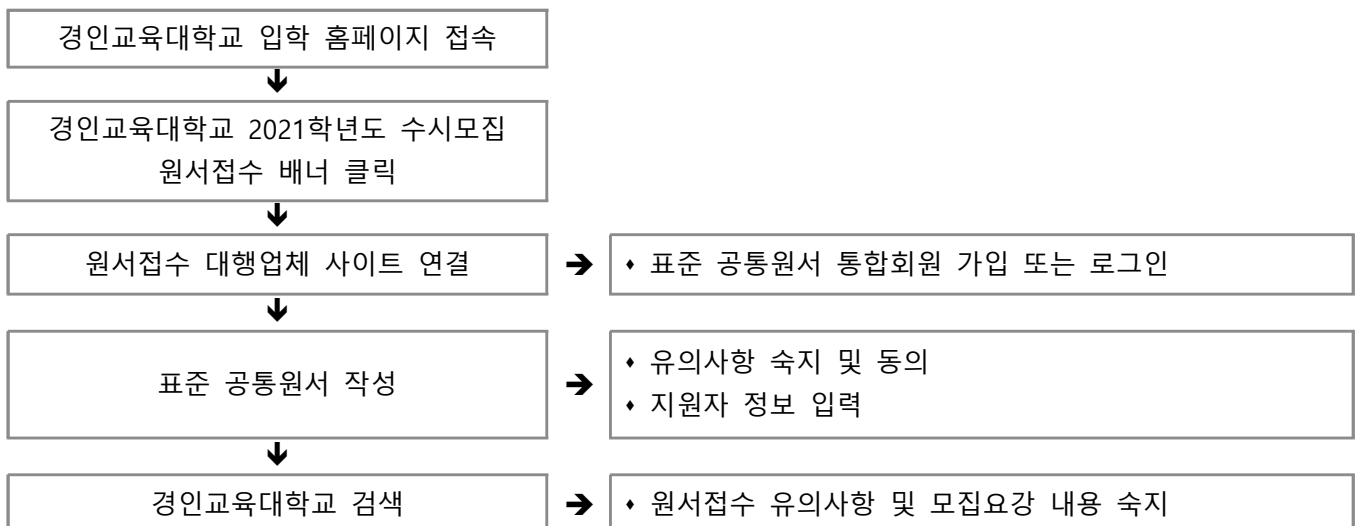 경인교육대학교 입학 홈페이지 접속
경인교육대학교 2021학년도 수시모집
원서접수 배너 클릭
원서접수 대행업체 사이트 연결
• 표준 공통원서 통합회원 가입 또는 로그인
표준 공통원서 작성
• 유의사항 숙지 및 동의
• 지원자 정보 입력
경인교육대학교 검색
• 원서접수 유의사항 및 모집요강 내용 숙지